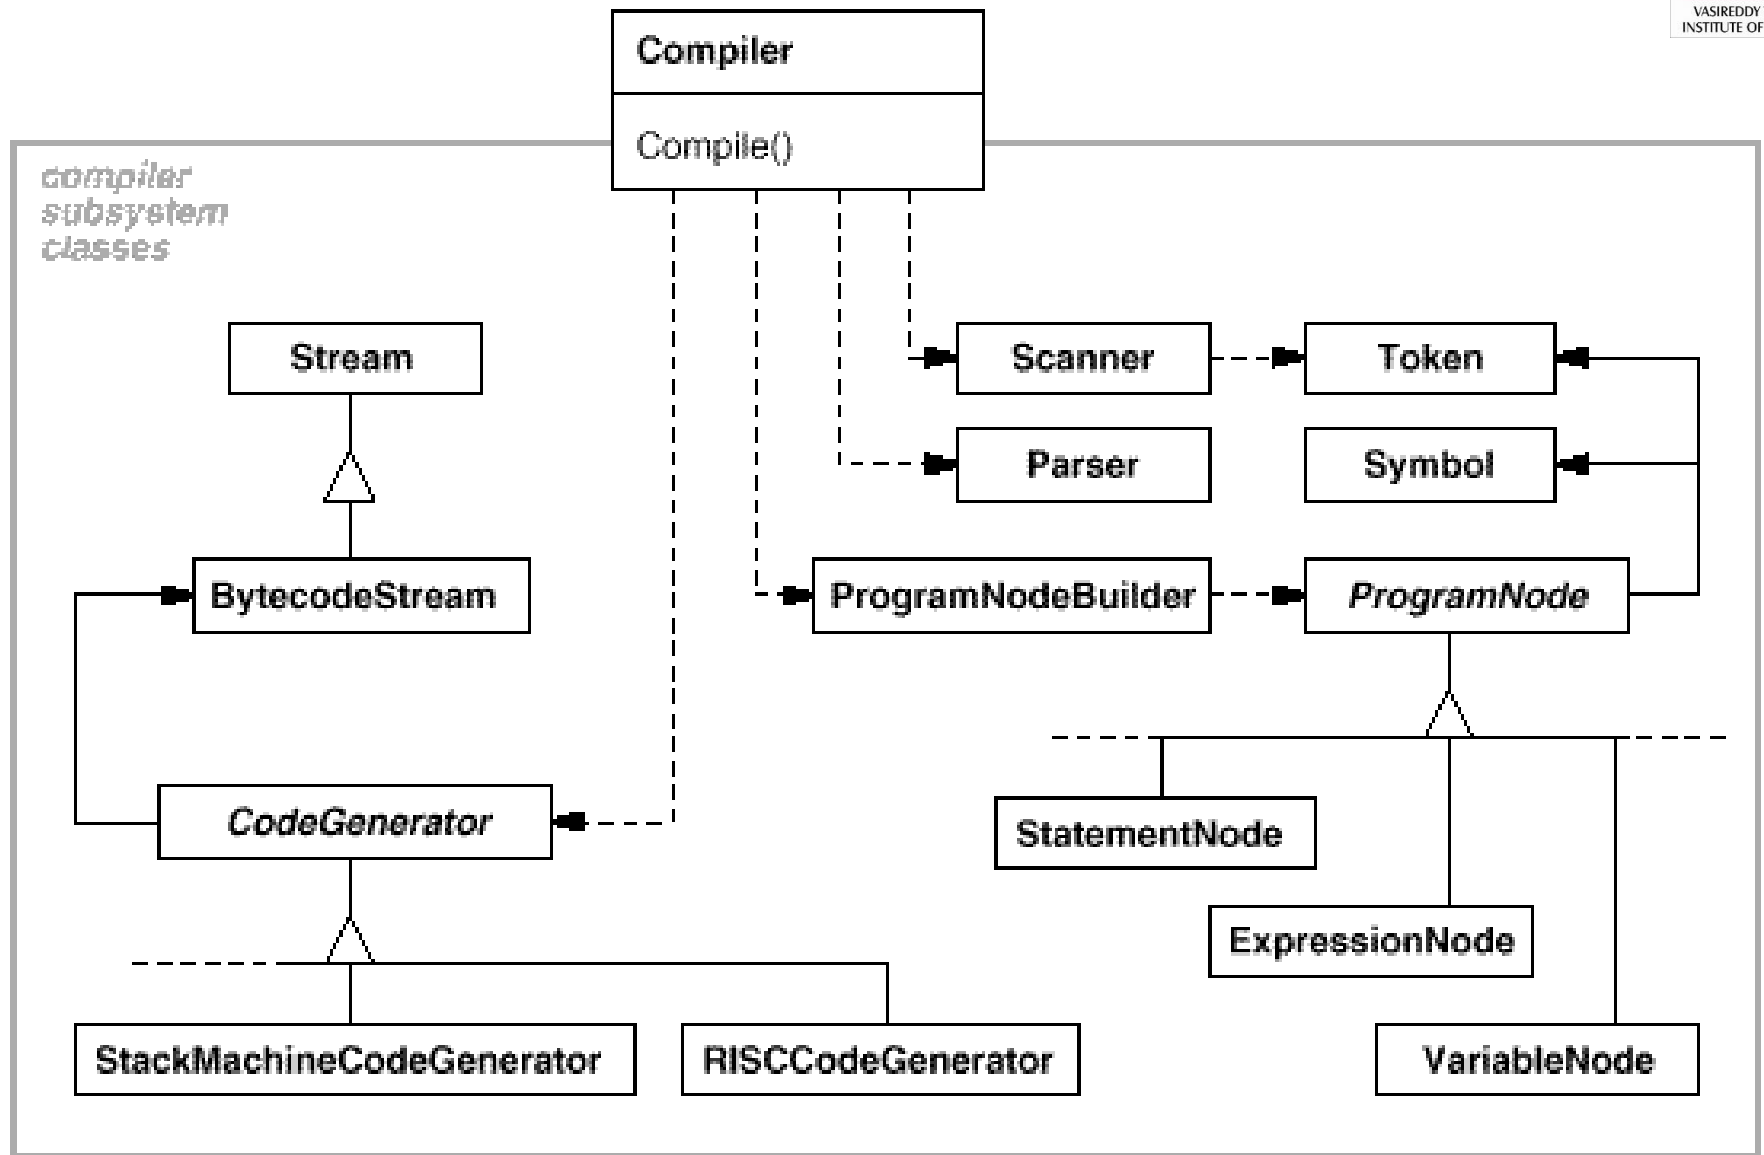 VASIREDDY
INSTITUTE OF
Compiler
Compile()
compiler
subsystem
classes
Stream
Scanner
Token
Parser
Symbol
BytecodeStream
ProgramNodeBuilder
ProgramNode
CodeGenerator
StatementNode
ExpressionNode
StackMachineCodeGenerator
RISCCodeGenerator
VariableNode